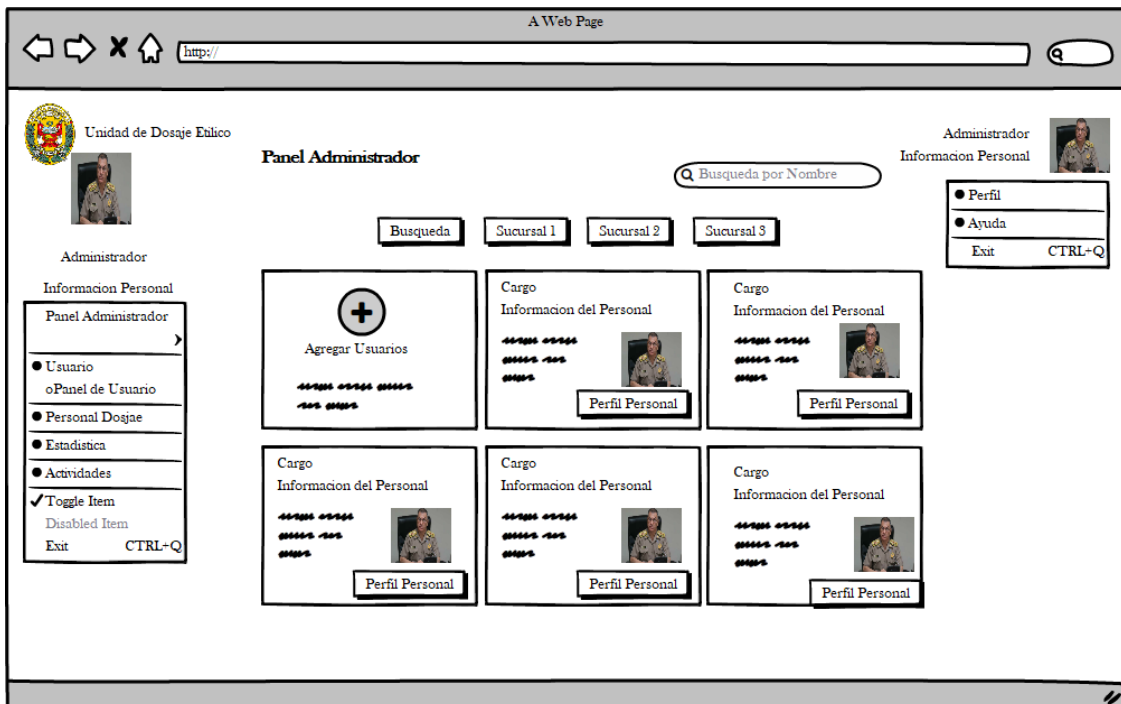 A Web Page
http://
Unidad de Dosaje Etilico
Administrador
Informacion Personal
Panel Administrador
Usuario
oPanel de Usuario
Personal Dosjae
Estadistica
Actividades
Toggle Item
Disabled Item
Exit CTRL+Q
Panel Administrador
Busqueda por Nombre
Administrador
Informacion Personal
Perfil
Ayuda
Exit CTRL+Q
Busqueda Sucursal 1 Sucursal 2 Sucursal 3
Agregar Usuarios
Cargo
Informacion del Personal
Perfil Personal
Cargo
Informacion del Personal
Perfil Personal
Cargo
Informacion del Personal
Perfil Personal
Cargo
Informacion del Personal
Perfil Personal
Cargo
Informacion del Personal
Perfil Personal